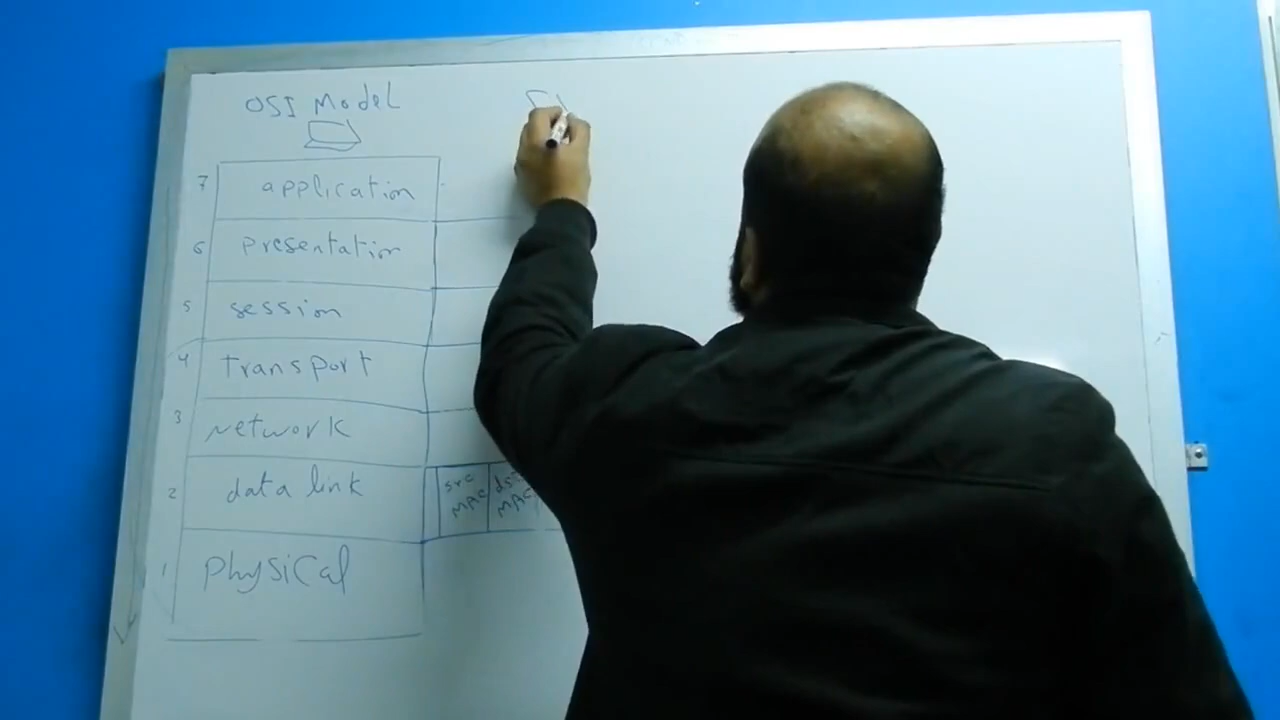 OSI Model
7 application
6 presentation
5 session
4 transport
3 Network
2 data link
src MAC
MAC
1 physical